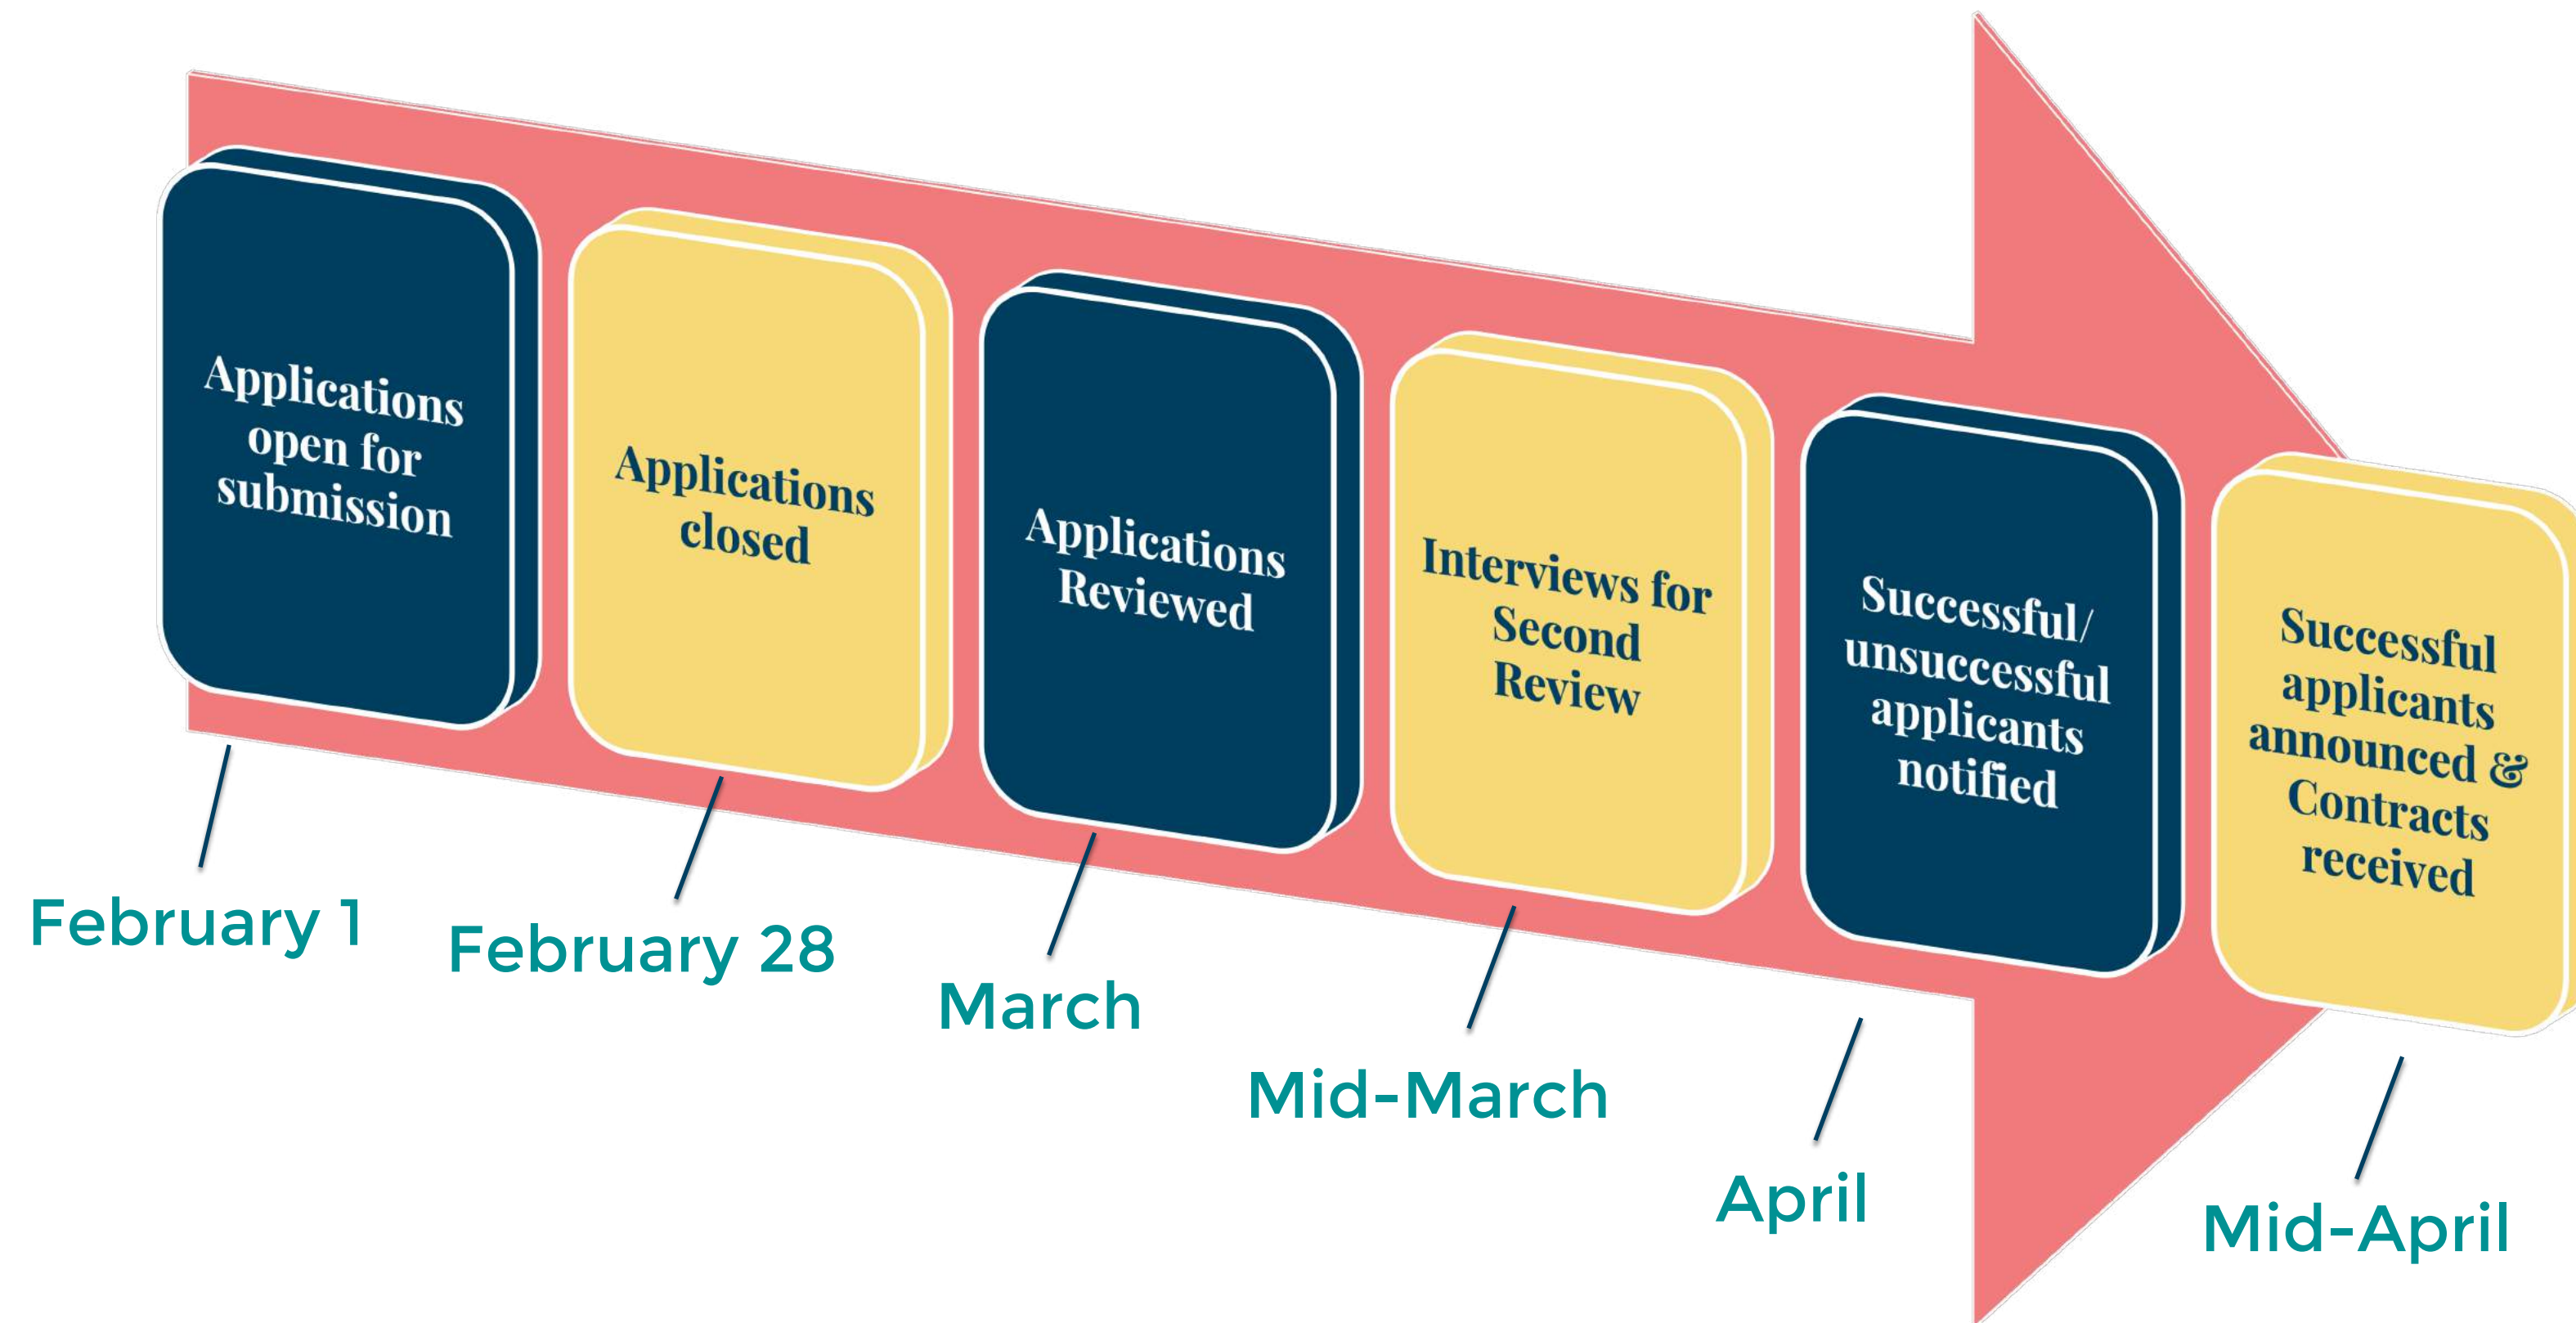 Applications
open for
submission
Applications
closed
Applications
Reviewed
Interviews for
Second
Review
Successful/
unsuccessful
applicants
notified
Successful
applicants
announced &
Contracts
received
February 1
February 28
March
Mid-March
April
Mid-April